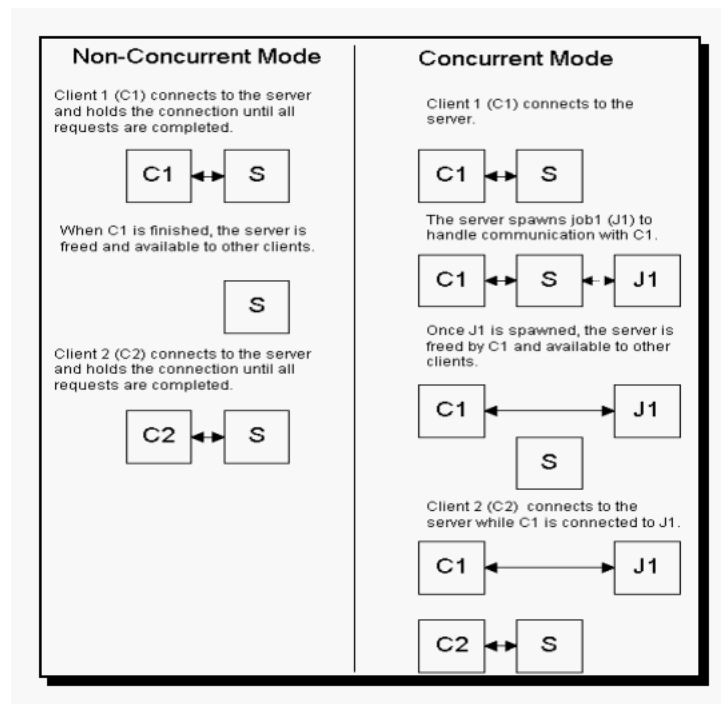 Non-Concurrent Mode
Client 1 (C1) connects to the server
and holds the connection until all
requests are completed.
C1 S
When C1 is finished, the server is
freed and available to other clients.
S
Client 2 (C2) connects to the server
and holds the connection until all
requests are completed.
C2 S
Concurrent Mode
Client 1 (C1) connects to the
server.
C1 S
The server spawns job1 (J1) to
handle communication with C1.
C1 S J1
Once J1 is spawned, the server is
freed by C1 and available to other
clients.
C1 J1
S
Client 2 (C2) connects to the
server while C1 is connected to J1.
C1 J1
C2 S